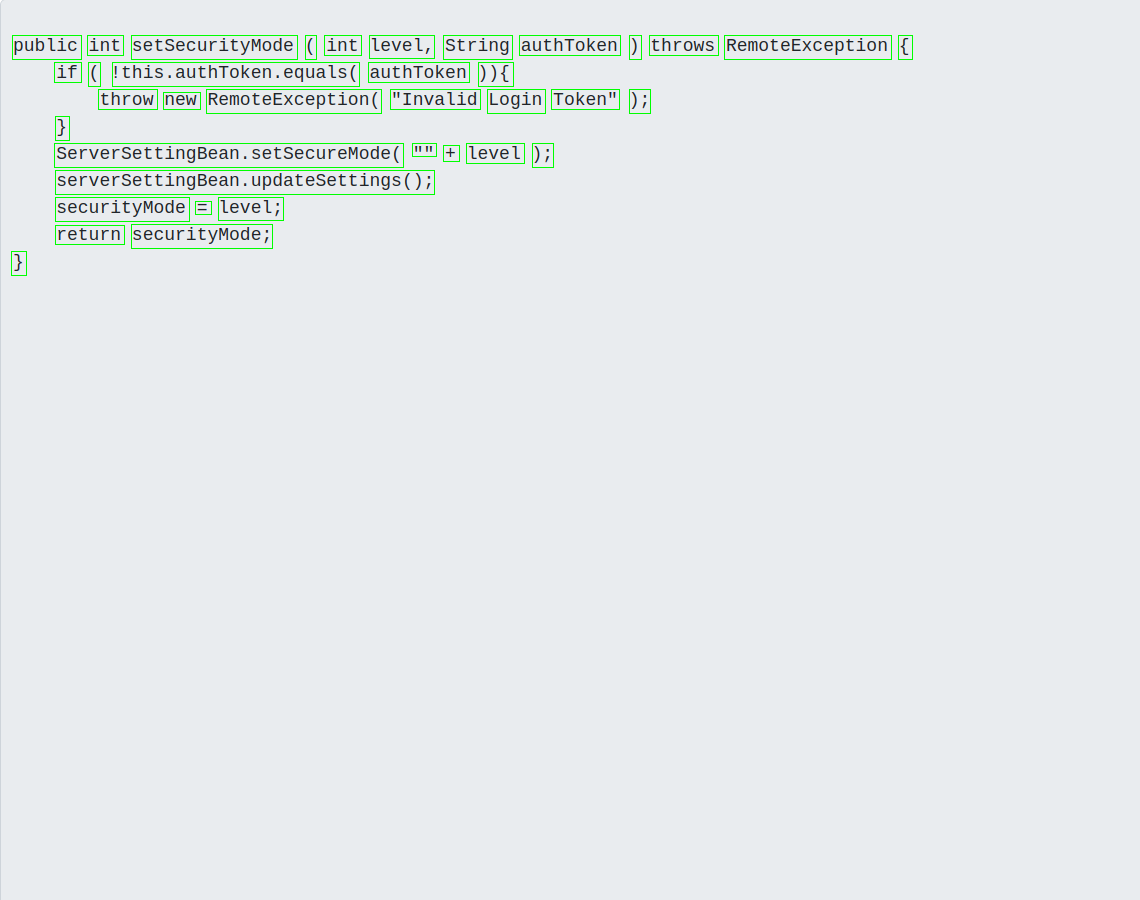 public int setSecurityMode ( int level, String authToken ) throws RemoteException {
if ( !this.authToken.equals( authToken )){
throw new RemoteException( "Invalid Login Token" );
}
ServerSettingBean.setSecureMode( "" + level );
serverSettingBean.updateSettings();
securityMode = level;
return securityMode;
}